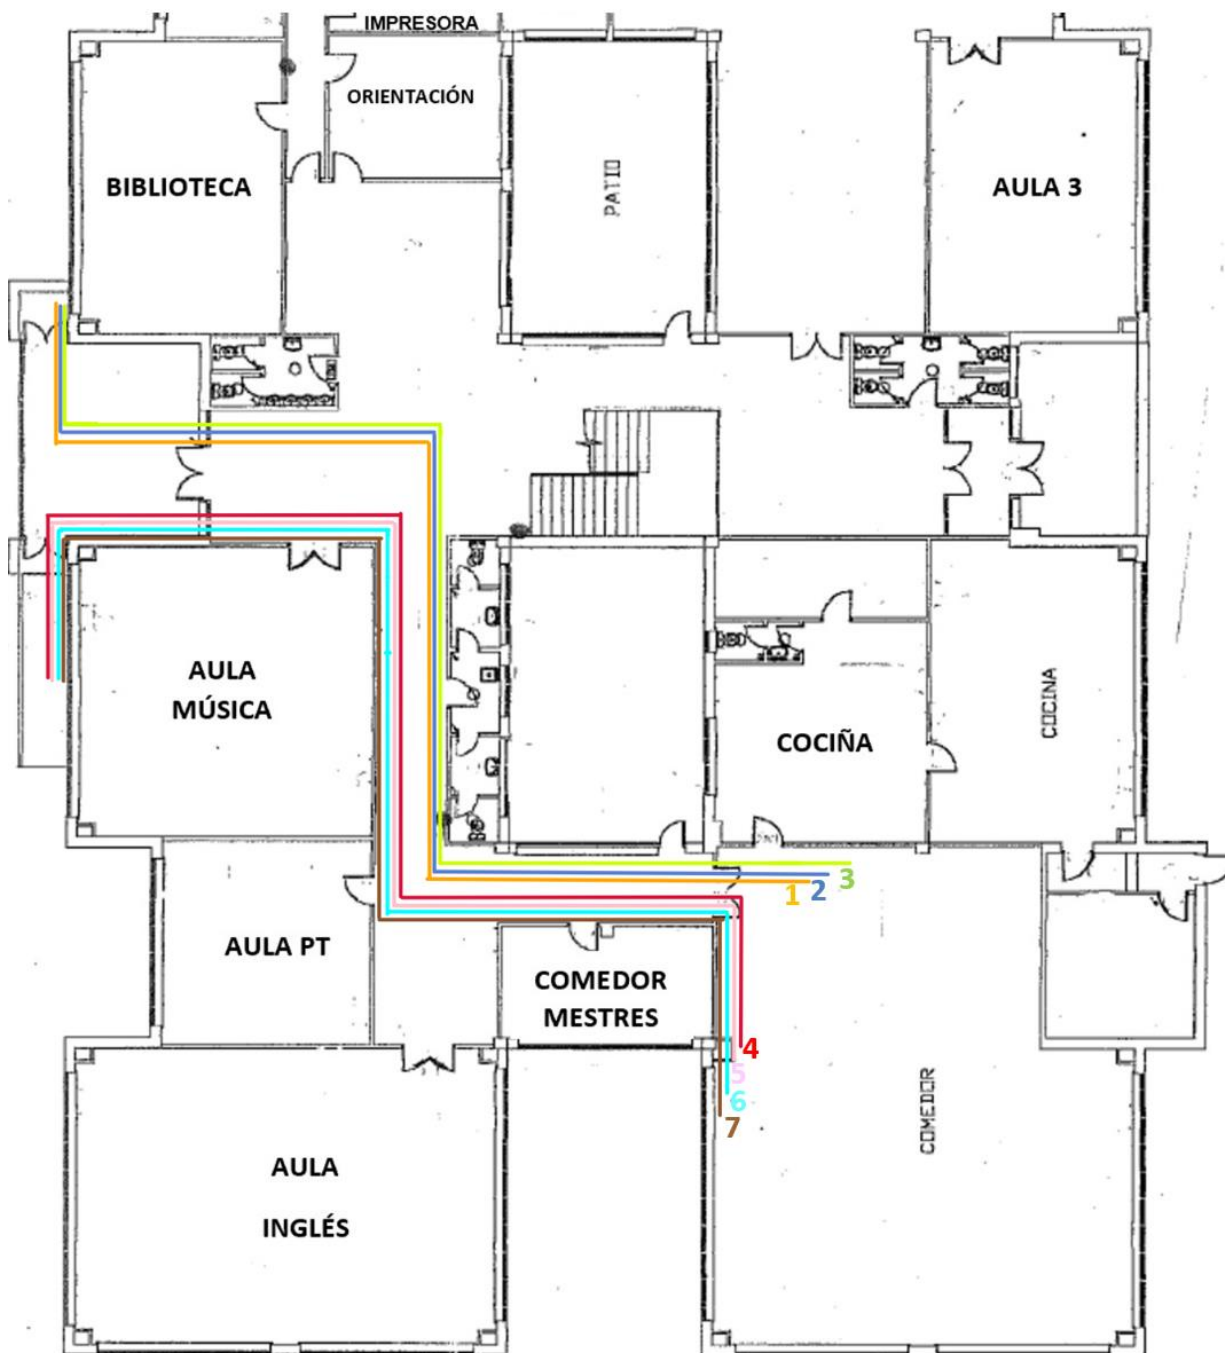 IMPRESORA
ORIENTACIÓN
BIBLIOTECA
PATIO
AULA 3
AULA
MÚSICA
COCIÑA
COCINA
1
2
3
AULA PT
COMEDOR
MESTRES
4
5
6
7
COMEDOR
AULA
INGLÉS